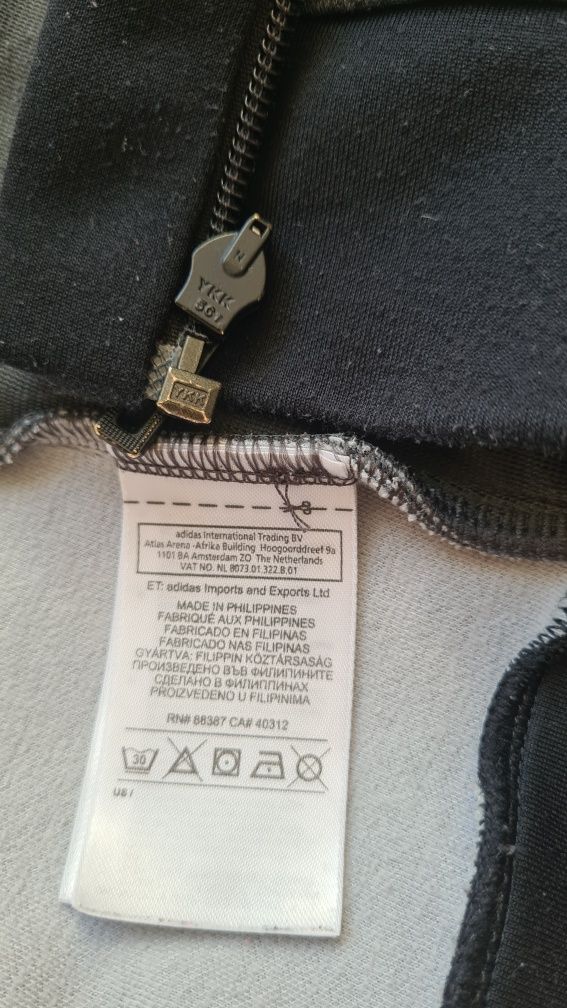 N
YKK
56/
YKK
adidas International Trading BV
Atlas Arena -Afrika Building Hoogoorddreef 9a
1101 BA Amsterdam ZO The Netherlands
VAT NO. NL 8073.01.322.B.01
ET: adidas Imports and Exports Ltd
MADE IN PHILIPPINES
FABRIQUÉ AUX PHILIPPINES
FABRICADO EN FILIPINAS
FABRICADO NAS FILIPINAS
GYÁRTVA: FILIPPIN KÖZTÁRSASÁG
ПРОИЗВЕДЕНО ВЪВ ФИЛИПИНИТЕ
СДЕЛАНО В ФИЛИППИНАХ
PROIZVEDENO U FILIPINIMA
RN# 88387 CA# 40312
30
US /